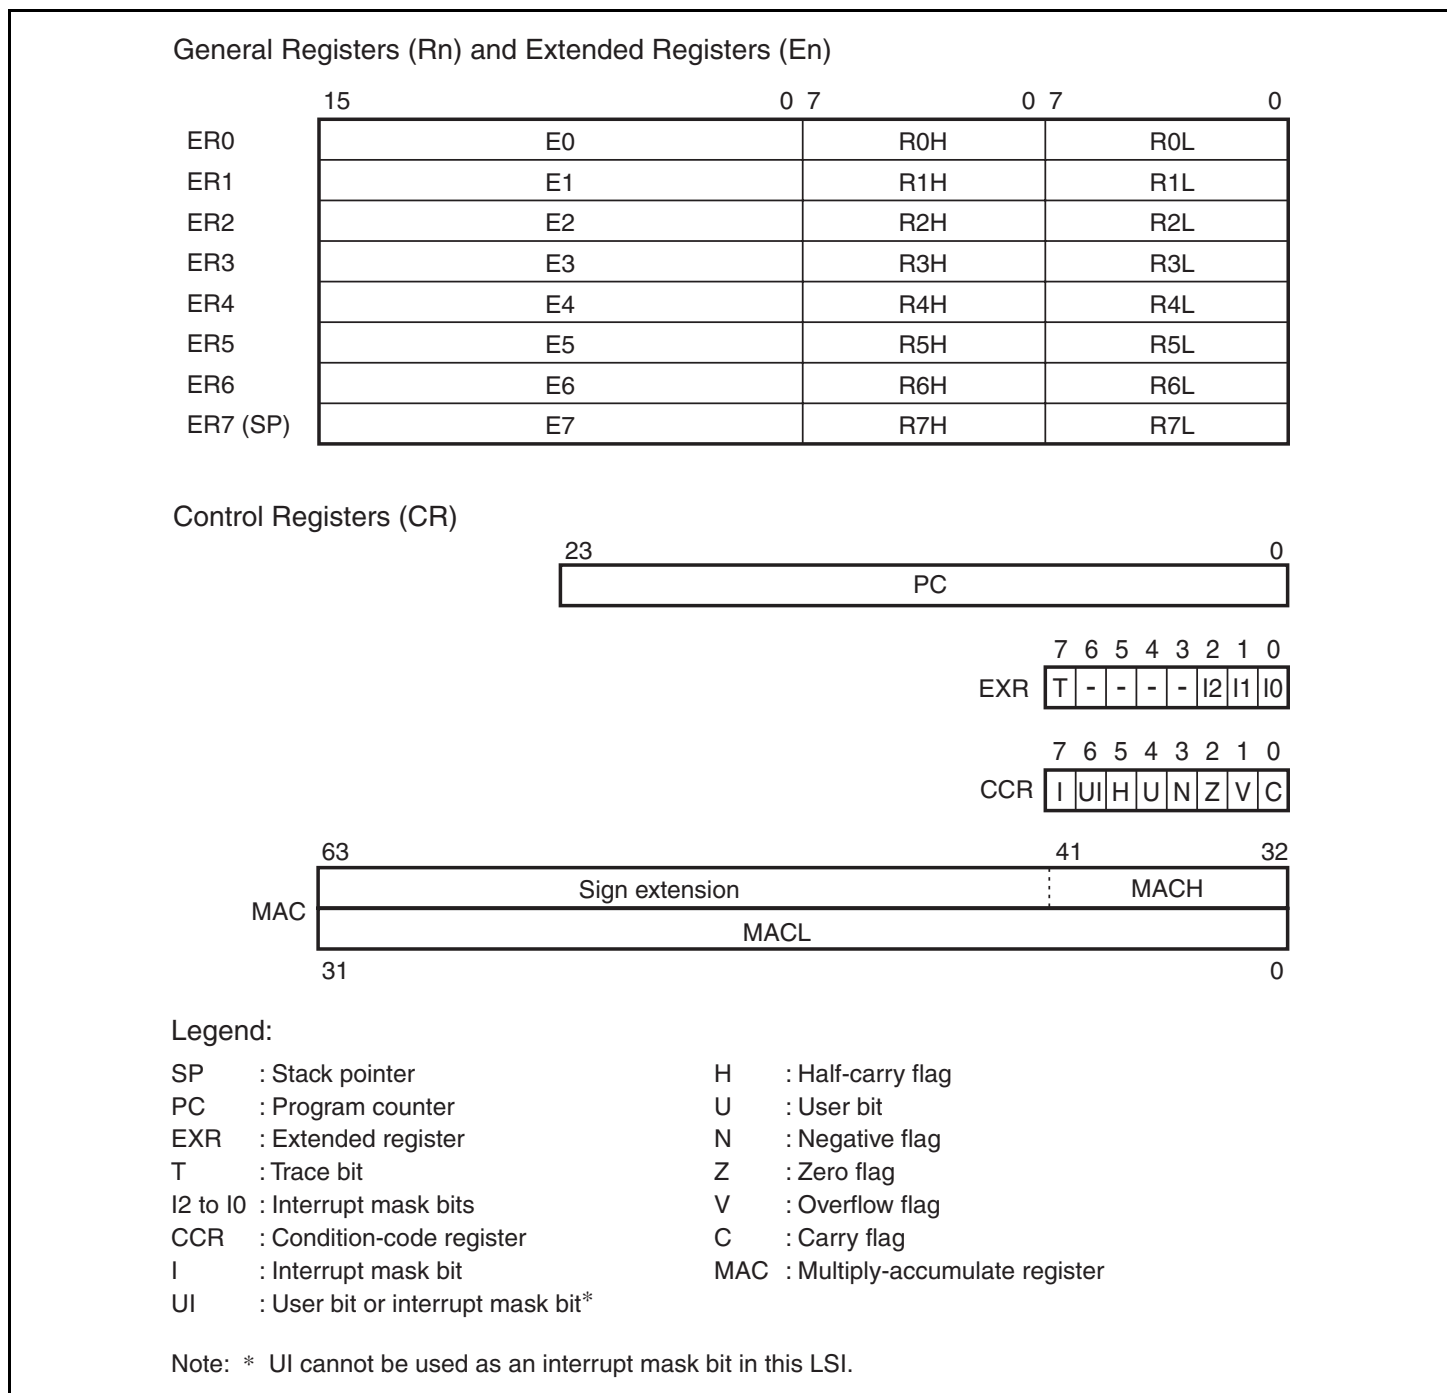 General Registers (Rn) and Extended Registers (En)
15 0 7 0 7 0
ER0 E0 R0H R0L
ER1 E1 R1H R1L
ER2 E2 R2H R2L
ER3 E3 R3H R3L
ER4 E4 R4H R4L
ER5 E5 R5H R5L
ER6 E6 R6H R6L
ER7 (SP) E7 R7H R7L
Control Registers (CR)
23 0
PC
7 6 5 4 3 2 1 0
EXR T - - - - I2 I1 I0
7 6 5 4 3 2 1 0
CCR I UI H U N Z V C
63 41 32
Sign extension MACH
MAC
MACL
31 0
Legend:
SP : Stack pointer
PC : Program counter
EXR : Extended register
T : Trace bit
I2 to I0 : Interrupt mask bits
CCR : Condition-code register
I : Interrupt mask bit
UI : User bit or interrupt mask bit*
H : Half-carry flag
U : User bit
N : Negative flag
Z : Zero flag
V : Overflow flag
C : Carry flag
MAC : Multiply-accumulate register
Note: * UI cannot be used as an interrupt mask bit in this LSI.